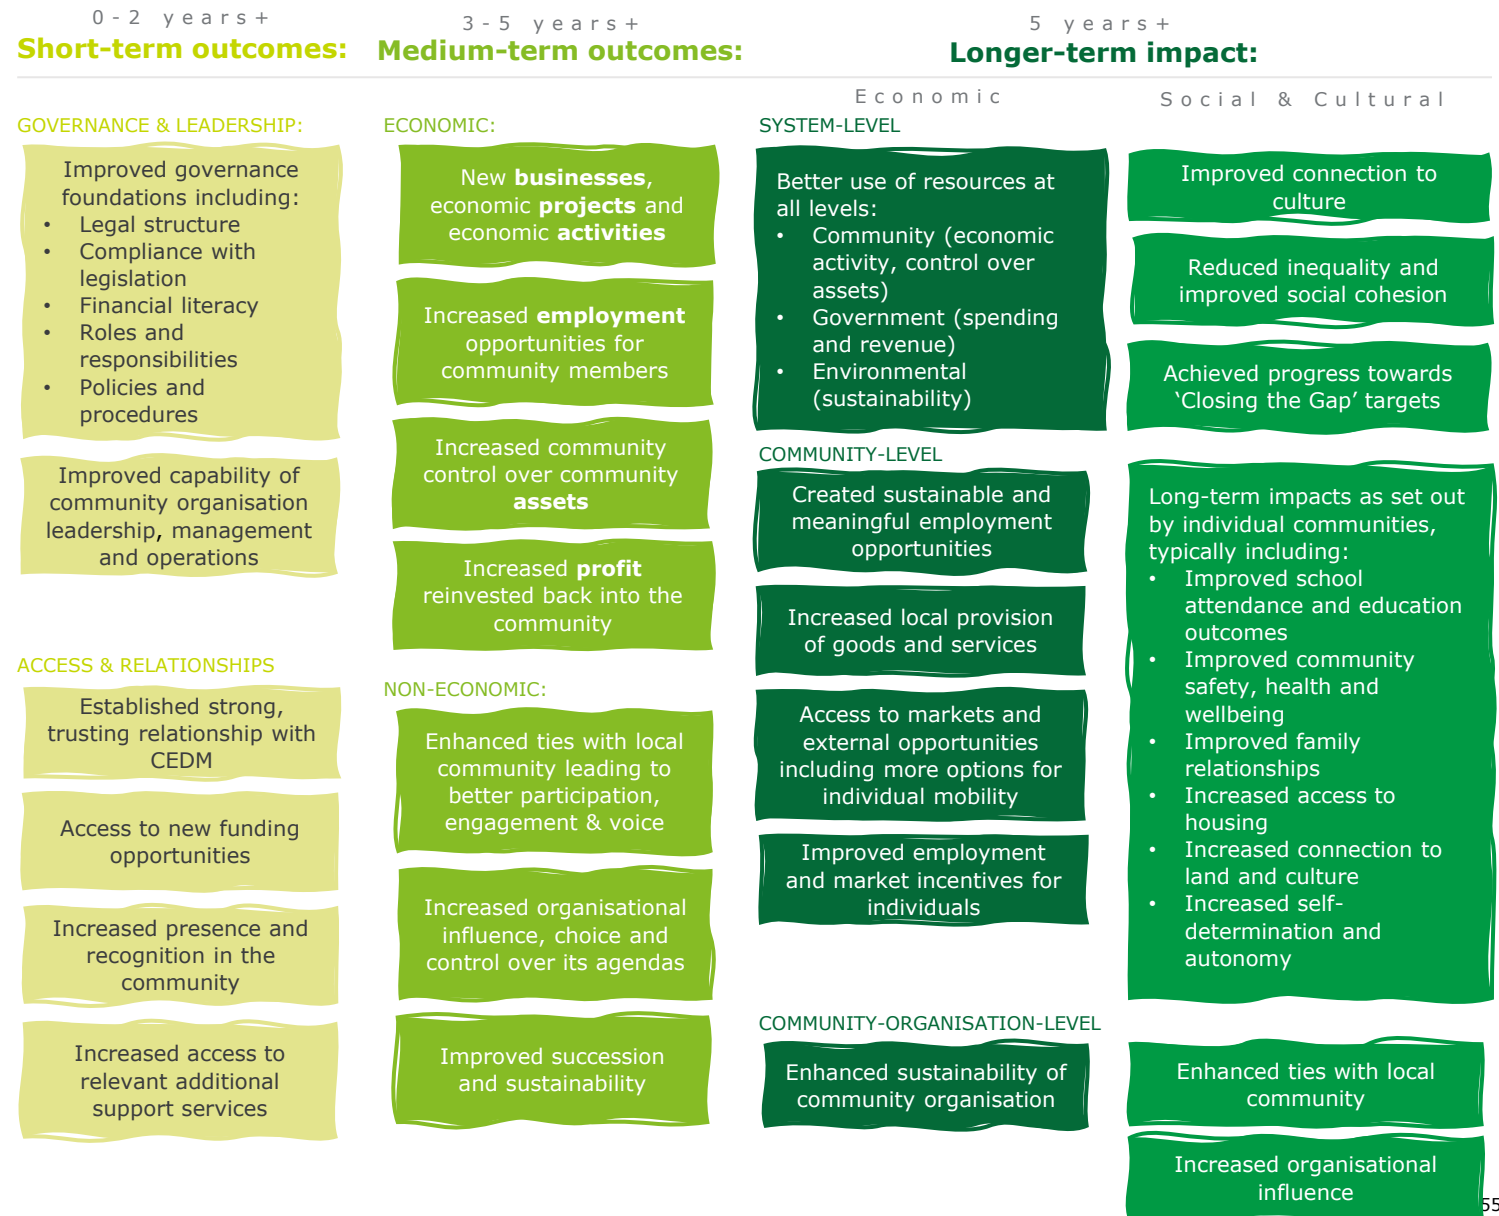 0-2 years+
Short-term outcomes:
3-5 years+
Medium-term outcomes:
5 years+
Longer-term impact:
Economic
Social & Cultural
GOVERNANCE & LEADERSHIP:
Improved governance
foundations including:
• Legal structure
• Compliance with
legislation
• Financial literacy
• Roles and
responsibilities
• Policies and
procedures
Improved capability of
community organisation
leadership, management
and operations
ACCESS & RELATIONSHIPS
Established strong,
trusting relationship with
CEDM
Access to new funding
opportunities
Increased presence and
recognition in the
community
Increased access to
relevant additional
support services
ECONOMIC:
New businesses,
economic projects and
economic activities
Increased employment
opportunities for
community members
Increased community
control over community
assets
Increased profit
reinvested back into the
community
NON-ECONOMIC:
Enhanced ties with local
community leading to
better participation,
engagement & voice
Increased organisational
influence, choice and
control over its agendas
Improved succession
and sustainability
SYSTEM-LEVEL
Better use of resources at
all levels:
• Community (economic
activity, control over
assets)
• Government (spending
and revenue)
• Environmental
(sustainability)
COMMUNITY-LEVEL
Created sustainable and
meaningful employment
opportunities
Increased local provision
of goods and services
Access to markets and
external opportunities
including more options for
individual mobility
Improved employment
and market incentives for
individuals
COMMUNITY-ORGANISATION-LEVEL
Enhanced sustainability of
community organisation
Improved connection to
culture
Reduced inequality and
improved social cohesion
Achieved progress towards
‘Closing the Gap’ targets
Long-term impacts as set out
by individual communities,
typically including:
• Improved school
attendance and education
outcomes
• Improved community
safety, health and
wellbeing
• Improved family
relationships
• Increased access to
housing
• Increased connection to
land and culture
• Increased self-
determination and
autonomy
Enhanced ties with local
community
Increased organisational
influence
55